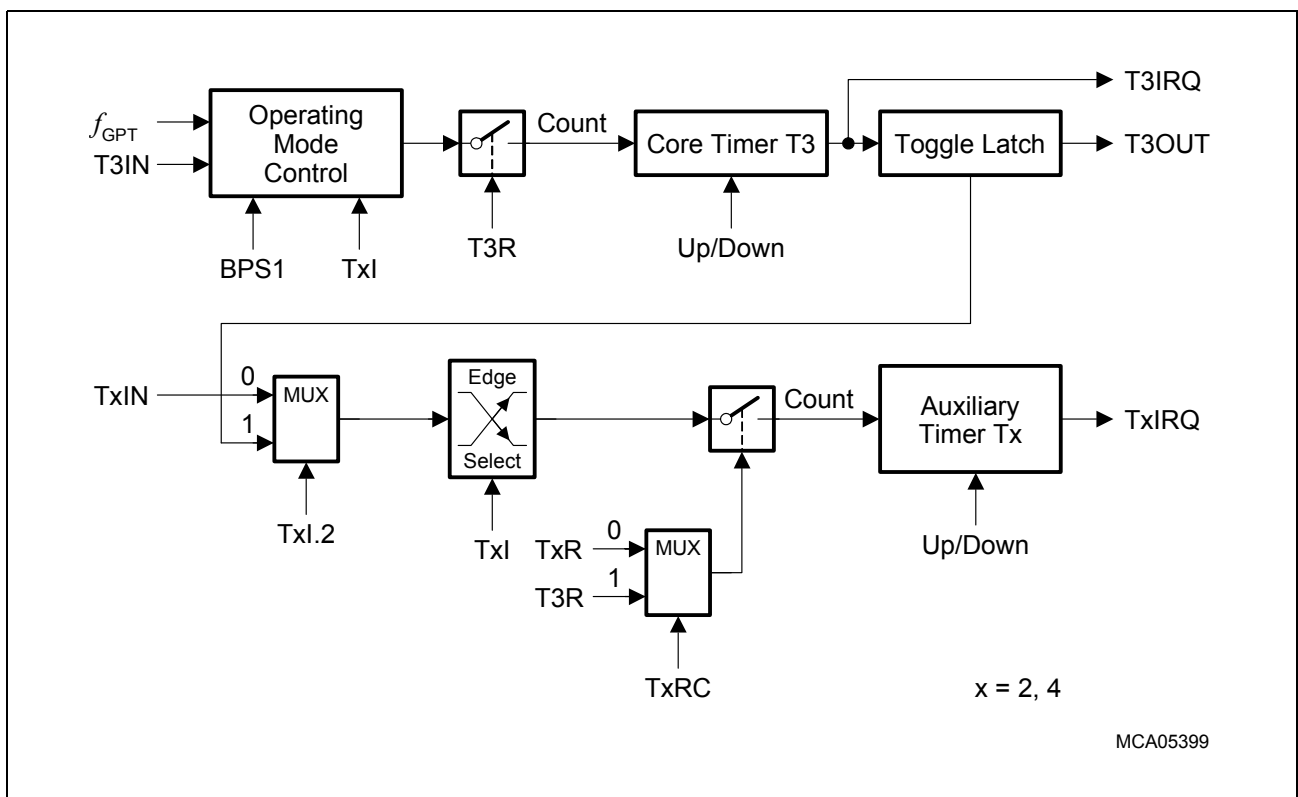 T3IRQ
fGPT
T3IN
Operating
Mode
Control
Count
Core Timer T3
Toggle Latch
T3OUT
BPS1
TxI
T3R
Up/Down
TxIN
0
1
MUX
TxI.2
Edge
Select
TxI
Count
Auxiliary
Timer Tx
TxIRQ
Up/Down
TxR
0
T3R
1
MUX
TxRC
x = 2, 4
MCA05399